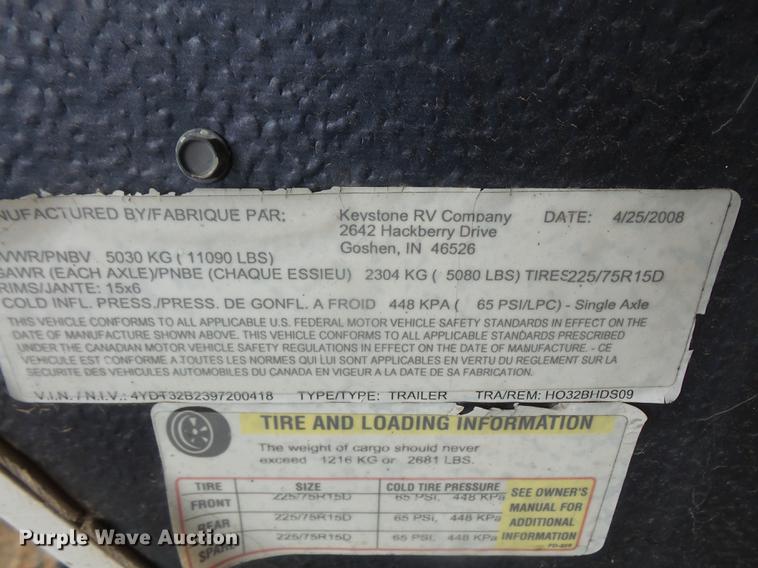 NUFACTURED BY/FABRIQUE PAR: Keystone RV Company DATE: 4/25/2008
2642 Hackberry Drive
Goshen, IN 46526
VWR/PNBV 5030 KG ( 11090 LBS)
GAWR (EACH AXLE)/PNBE (CHAQUE ESSIEU) 2304 KG ( 5080 LBS) TIRES225/75R15D
RIMS/JANTE: 15x6
COLD INFL. PRESS./PRESS. DE GONFL. A FROID 448 KPA ( 65 PSI/LPC) - Single Axle
THIS VEHICLE CONFORMS TO ALL APPLICABLE U.S. FEDERAL MOTOR VEHICLE SAFETY STANDARDS IN EFFECT ON THE
DATE OF MANUFACTURE SHOWN ABOVE. THIS VEHICLE CONFORMS TO ALL APPLICABLE STANDARDS PRESCRIBED
UNDER THE CANADIAN MOTOR VEHICLE SAFETY REGULATIONS IN EFFECT ON THE DATE OF MANUFACTURE. - CE
VEHICULE EST CONFORME A TOUTES LES NORMES QUI LUI SONT APPLICABLES EN VERTU DU REGLEMENT SUR LA
SECURITE DES VEHICULES AUTOMOBILES DU CANADA EN VIGUEUR A LA DATE DE SA FABRICATION.
V.I.N. / N.I.V.: 4YDT32B2397200418 TYPE/TYPE: TRAILER TRA/REM: HO32BHDS09
TIRE AND LOADING INFORMATION
The weight of cargo should never
exceed 1216 KG or 2681 LBS.
TIRE SIZE COLD TIRE PRESSURE
FRONT 225/75R15D 65 PSI, 448 KPa
REAR 225/75R15D 65 PSI, 448 KPa
SPARE 225/75R15D 65 PSI, 448 KPa
SEE OWNER'S
MANUAL FOR
ADDITIONAL
INFORMATION
Purple Wave Auction
Purple Wave Auction